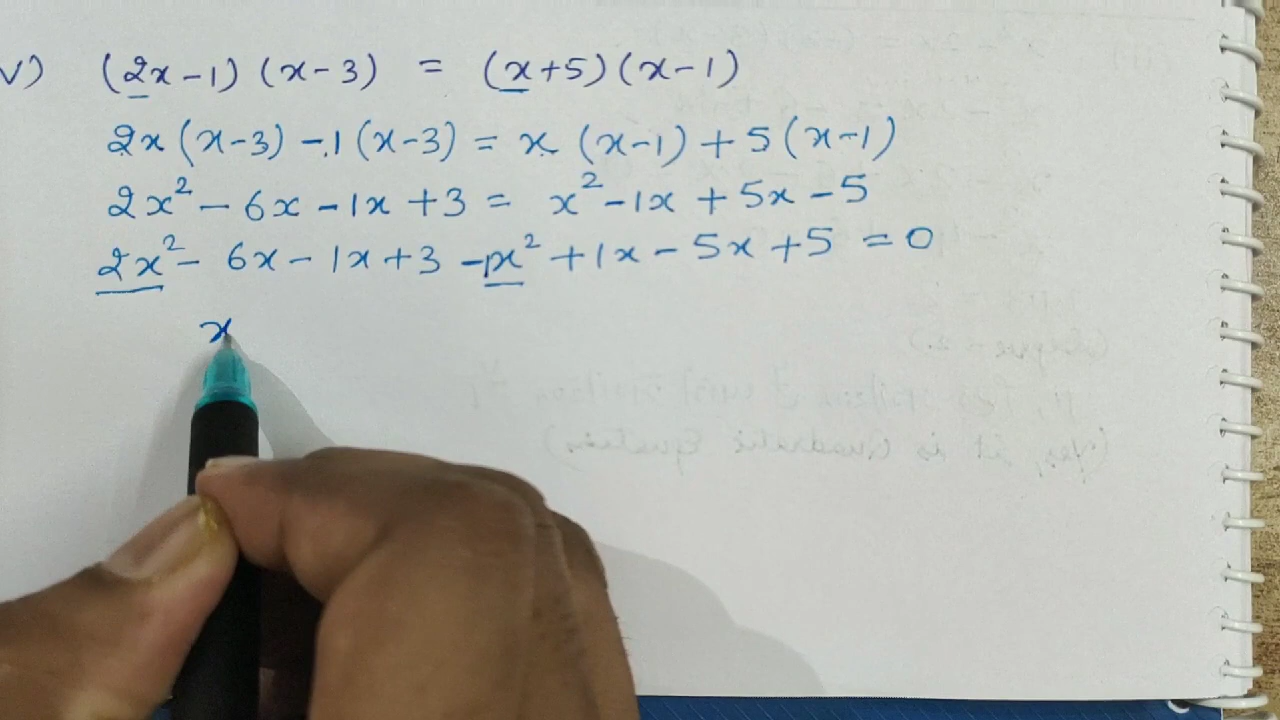 v) (2x-1)(x-3) = (x+5)(x-1)
2x(x-3) -1(x-3) = x(x-1)+5(x-1)
2x² - 6x - 1x + 3 = x² - 1x + 5x - 5
2x² - 6x - 1x + 3 - x² + 1x - 5x + 5 = 0
x